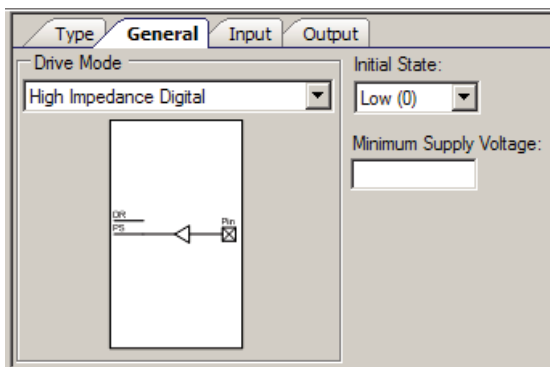 Type General Input Output
Drive Mode
Initial State:
High Impedance Digital
Low (0)
Minimum Supply Voltage:
DR
PS
Pin